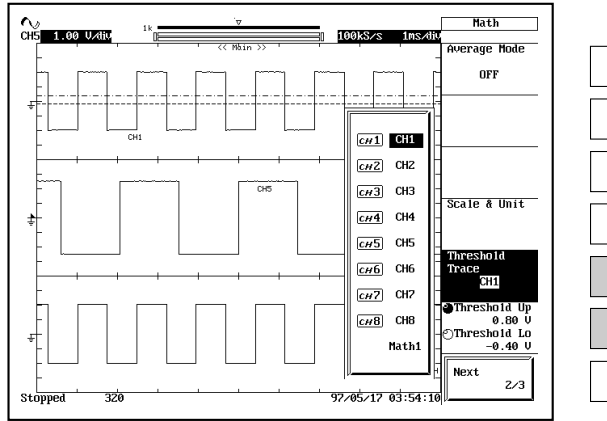 Math
CH5 1.00 V/div 1k 100kS/s 1ms/div
<< Main >>
Average Mode
OFF
CH1
CH5
CH1 CH1
CH2 CH2
CH3 CH3
CH4 CH4
CH5 CH5
CH6 CH6
CH7 CH7
CH8 CH8
Math1
Scale & Unit
Threshold
Trace
CH1
Threshold Up
0.80 V
Threshold Lo
-0.40 V
Next
2/3
Stopped 320 97/05/17 03:54:10